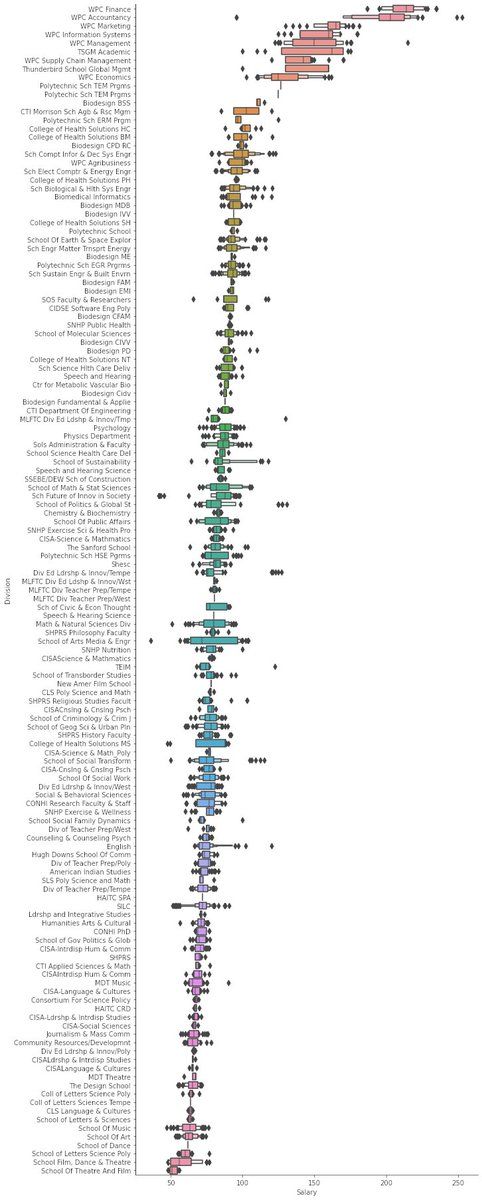 WPC Finance
WPC Accountancy
WPC Marketing
WPC Information Systems
WPC Management
TSGM Academic
WPC Supply Chain Management
Thunderbird School Global Mgmt
WPC Economics
Polytechnic Sch TEM Prgms
Polytechic Sch TEM Prgms
Biodesign BSS
CTI Morrison Sch Agb & Rsc Mgm
Polytechnic Sch ERM Prgm
College of Health Solutions HC
College of Health Solutions BM
Biodesign CPD RC
Sch Compt Infor & Dec Sys Engr
WPC Agribusiness
Sch Elect Comptr & Energy Engr
College of Health Solutions PH
Sch Biological & Hlth Sys Engr
Biomedical Informatics
Biodesign MDB
Biodesign IVV
College of Health Solutions SH
Polytechnic School
School Of Earth & Space Explor
Sch Engr Matter Trnsprt Energy
Biodesign ME
Polytechnic Sch EGR Prgrms
Sch Sustain Engr & Built Envrn
Biodesign FAM
Biodesign EMI
SOS Faculty & Researchers
CIDSE Software Eng Poly
Biodesign CFAM
SNHP Public Health
School of Molecular Sciences
Biodesign CIVV
Biodesign PD
College of Health Solutions NT
Sch Science Hlth Care Deliv
Speech and Hearing
Ctr for Metabolic Vascular Bio
Biodesign Cidv
Biodesign Fundamental & Applie
CTI Department Of Engineering
MLFTC Div Ed Ldshp & Innov/Tmp
Psychology
Physics Department
Sols Administration & Faculty
School Science Health Care Del
School of Sustainability
Speech and Hearing Science
SSEBE/DEW Sch of Construction
School of Math & Stat Sciences
Sch Future of Innov in Society
School of Politics & Global St
Chemistry & Biochemistry
School Of Public Affairs
SNHP Exercise Sci & Health Pro
CISA-Science & Mathmatics
The Sanford School
Polytechnic Sch HSE Pgrms
Shesc
Div Ed Ldrshp & Innov/Tempe
MLFTC Div Ed Ldshp & Innov/Wst
MLFTC Div Teacher Prep/Tempe
MLFTC Div Teacher Prep/West
Sch of Civic & Econ Thought
Speech & Hearing Science
Math & Natural Sciences Div
SHPRS Philosophy Faculty
School of Arts Media & Engr
SNHP Nutrition
CISAScience & Mathmatics
TEIM
School of Transborder Studies
New Amer Film School
CLS Poly Science and Math
SHPRS Religious Studies Facult
CISACnslng & Cnslng Psch
School of Criminology & Crim J
School of Geog Sci & Urban Pln
SHPRS History Faculty
College of Health Solutions MS
CISA-Science & Math_Poly
School of Social Transform
CISA-Cnslng & Cnslng Psch
School Of Social Work
Div Ed Ldrshp & Innov/West
Social & Behavioral Sciences
CONHI Research Faculty & Staff
SNHP Exercise & Wellness
School Social Family Dynamics
Div of Teacher Prep/West
Counseling & Counseling Psych
English
Hugh Downs School Of Comm
Div of Teacher Prep/Poly
American Indian Studies
SLS Poly Science and Math
Div of Teacher Prep/Tempe
HAITC SPA
SILC
Ldrshp and Integrative Studies
Humanities Arts & Cultural
CONHI PhD
School of Gov Politics & Glob
CISA-Intrdisp Hum & Comm
SHPRS
CTI Applied Sciences & Math
CISAIntrdisp Hum & Comm
MDT Music
CISA-Language & Cultures
Consortium For Science Policy
HAITC CRD
CISA-Ldrshp & Intrdisp Studies
CISA-Social Sciences
Journalism & Mass Comm
Community Resources/Developmnt
Div Ed Ldrshp & Innov/Poly
CISALdrshp & Intrdisp Studies
CISALanguage & Cultures
MDT Theatre
The Design School
Coll of Letters Science Poly
Coll of Letters Sciences Tempe
CLS Language & Cultures
School of Letters & Sciences
School Of Music
School Of Art
School of Dance
School of Letters Science Poly
School Film, Dance & Theatre
School Of Theatre And Film
Division
50
100
150
200
250
Salary